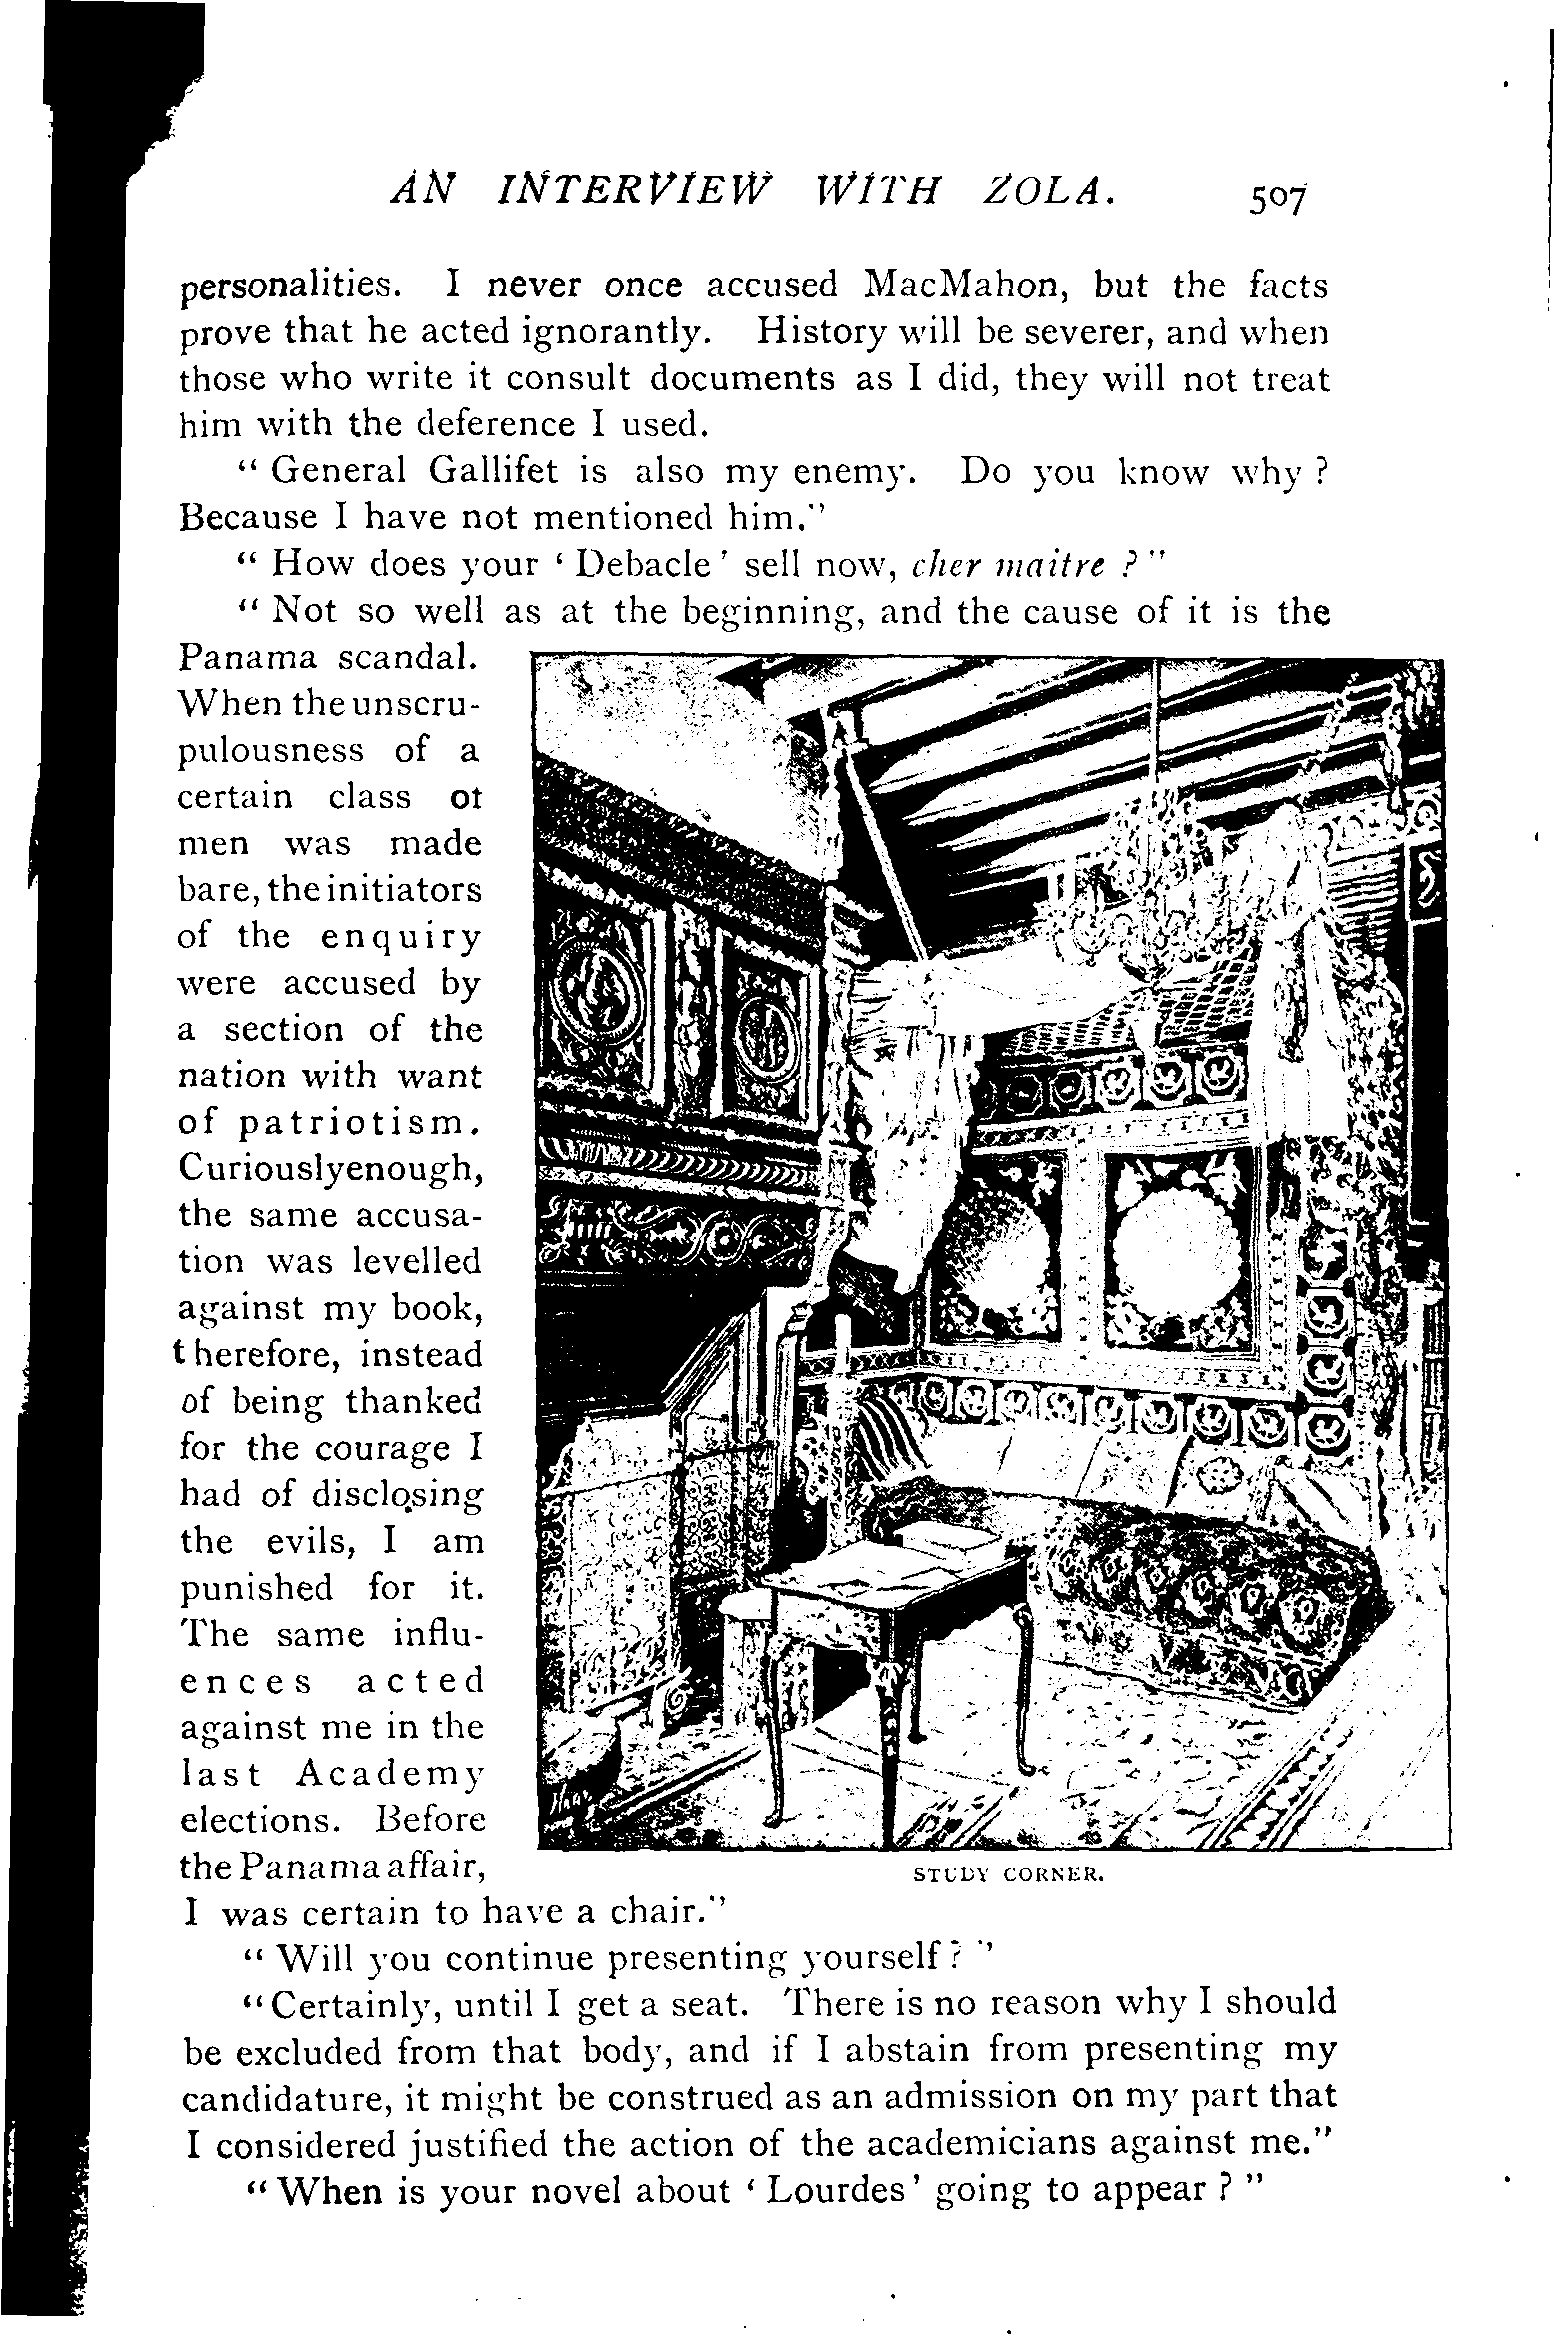 AN INTERVIEW WITH ZOLA. 507
personalities. I never once accused MacMahon, but the facts
prove that he acted ignorantly. History will be severer, and when
those who write it consult documents as I did, they will not treat
him with the deference I used.
“ General Gallifet is also my enemy. Do you know why ?
Because I have not mentioned him.”
“ How does your ‘ Debacle ’ sell now, cher maitre ? ”
“ Not so well as at the beginning, and the cause of it is the
Panama scandal.
When the unscru-
pulousness of a
certain class of
men was made
bare, the initiators
of the enquiry
were accused by
a section of the
nation with want
of patriotism.
Curiously enough,
the same accusa-
tion was levelled
against my book,
therefore, instead
of being thanked
for the courage I
had of disclosing
the evils, I am
punished for it.
The same influ-
ences acted
against me in the
last Academy
elections. Before
the Panama affair,
STUDY CORNER.
I was certain to have a chair.”
“ Will you continue presenting yourself ? ”
“ Certainly, until I get a seat. There is no reason why I should
be excluded from that body, and if I abstain from presenting my
candidature, it might be construed as an admission on my part that
I considered justified the action of the academicians against me.”
“ When is your novel about ‘ Lourdes ’ going to appear ? ”